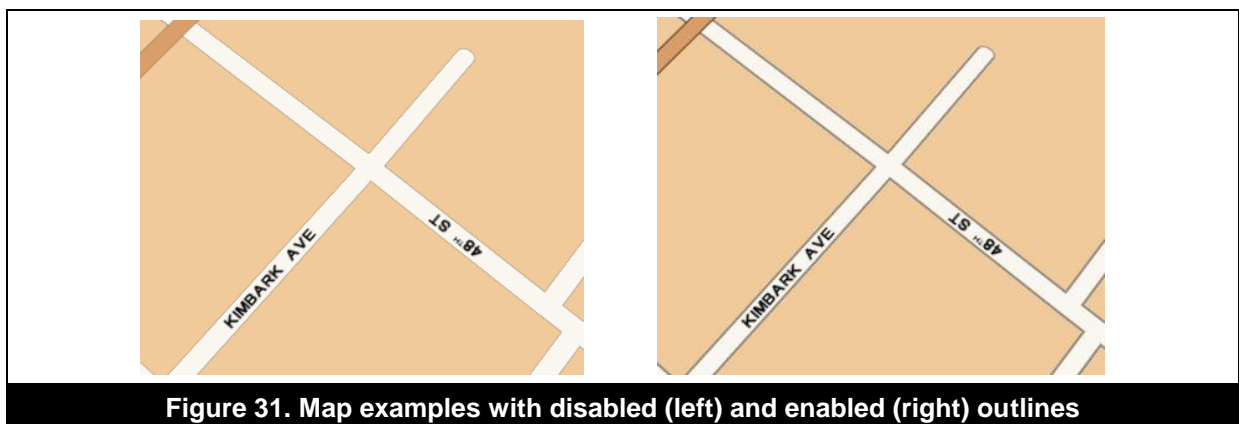 KIMBARK AVE
48TH ST
KIMBARK AVE
48TH ST
Figure 31. Map examples with disabled (left) and enabled (right) outlines